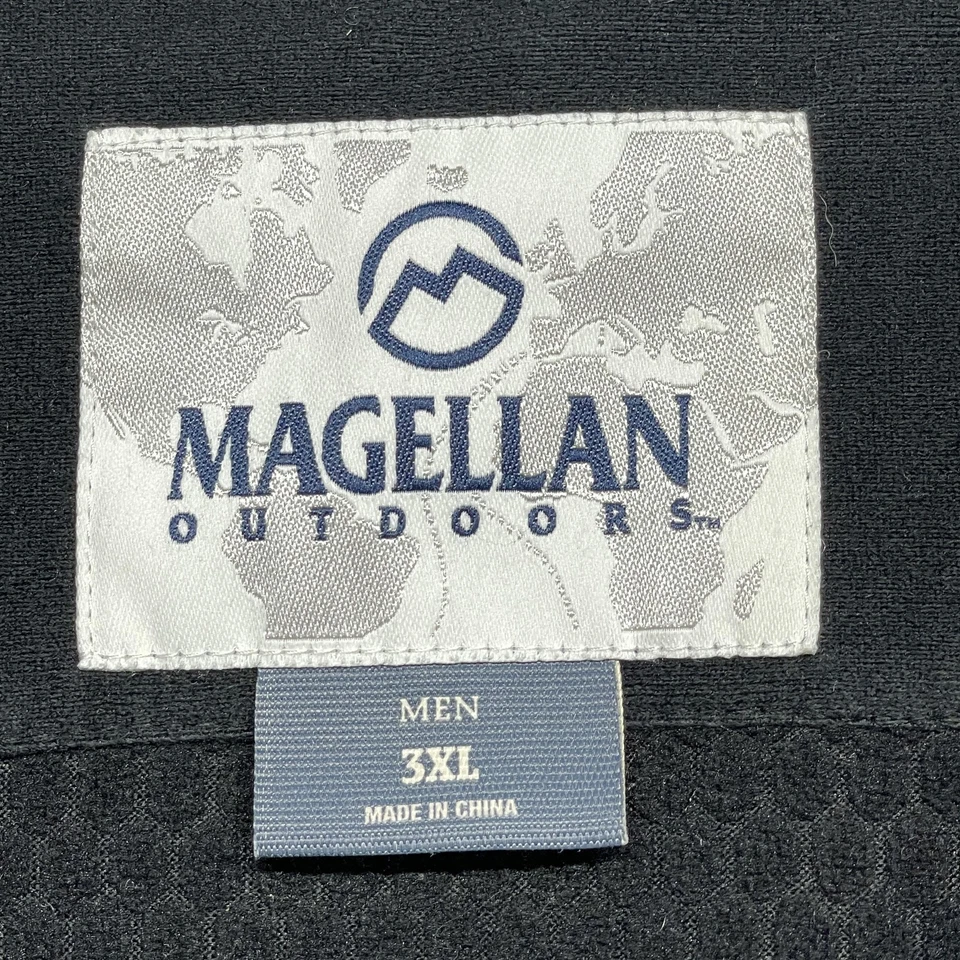 MAGELLAN
OUTDOORS™
MEN
3XL
MADE IN CHINA